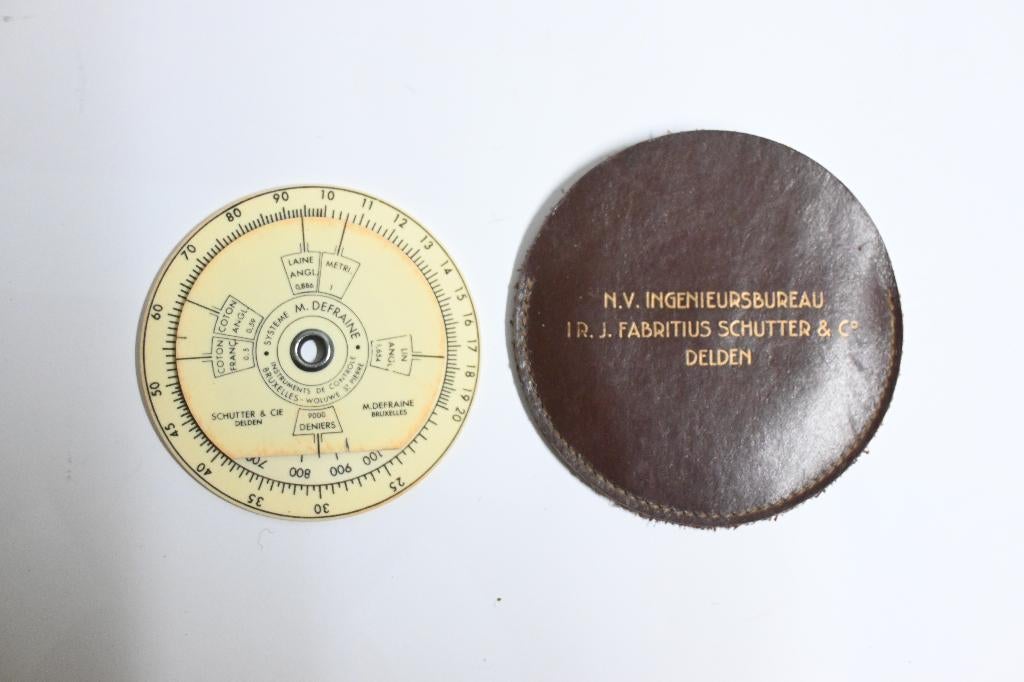 90 10 11 12 13 14 15 16 17 18 19 20 25 30 35 40 45 50 60 70 80
LAINE
ANGL.
0,886
METRI.
1
COTON
ANGL.
0,59
COTON
FRANÇ.
0,5
LIN
ANGL.
1,654
• SYSTEME M. DEFRAINE •
INSTRUMENTS DE CONTROLE
BRUXELLES - WOLUWE ST PIERRE
SCHUTTER & CIE
DELDEN
9000
DENIERS
M.DEFRAINE
BRUXELLES
700 800 900 100
N.V. INGENIEURSBUREAU
IR. J. FABRITIUS SCHUTTER & Cº
DELDEN